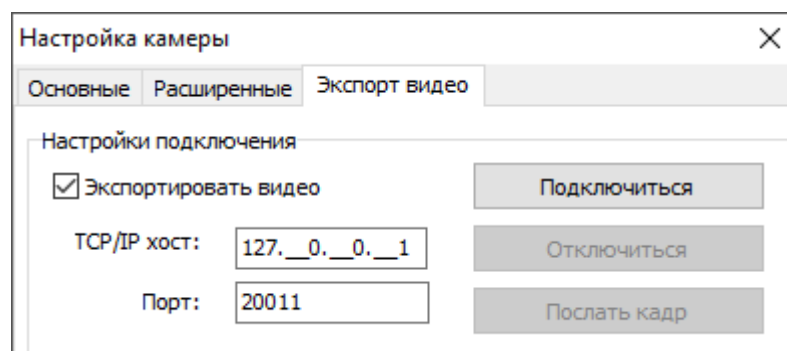 Настройка камеры
Основные Расширенные Экспорт видео
Настройки подключения
Экспортировать видео Подключиться
TCP/IP хост: 127.__0.__0.__1 Отключиться
Порт: 20011 Послать кадр